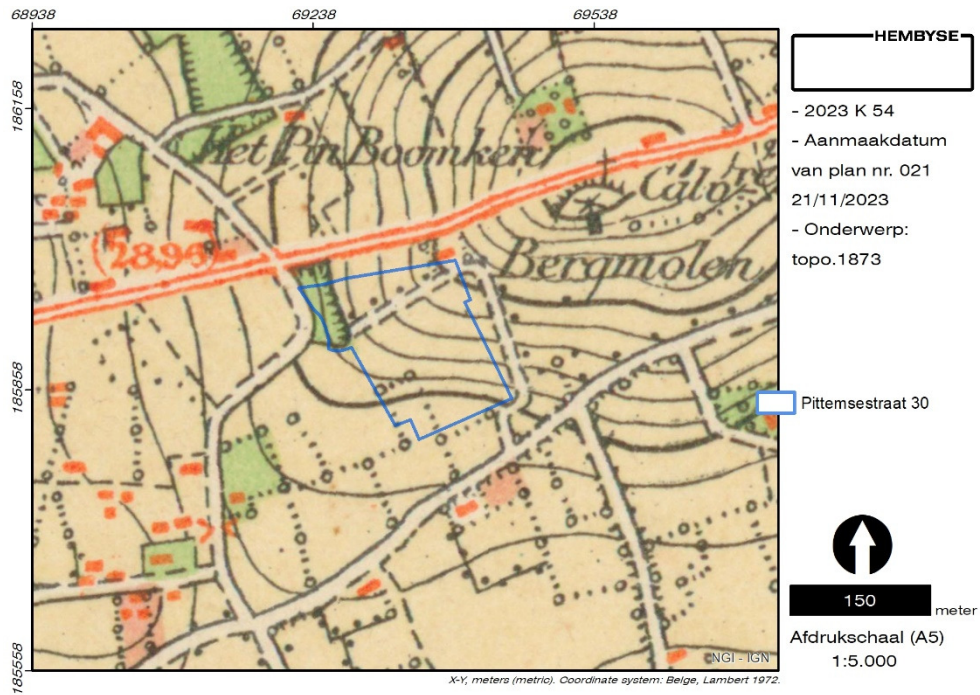 68938
69238
69538
186158
185858
185558
Het Pin Boomken
Calvre
Bergmolen
(28,96)
NGI - IGN
X-Y, meters (metric). Coordinate system: Belge, Lambert 1972.
HEMBYSE
- 2023 K 54
- Aanmaakdatum
van plan nr. 021
21/11/2023
- Onderwerp:
topo.1873
Pittemsestraat 30
150 meter
Afdrukschaal (A5)
1:5.000